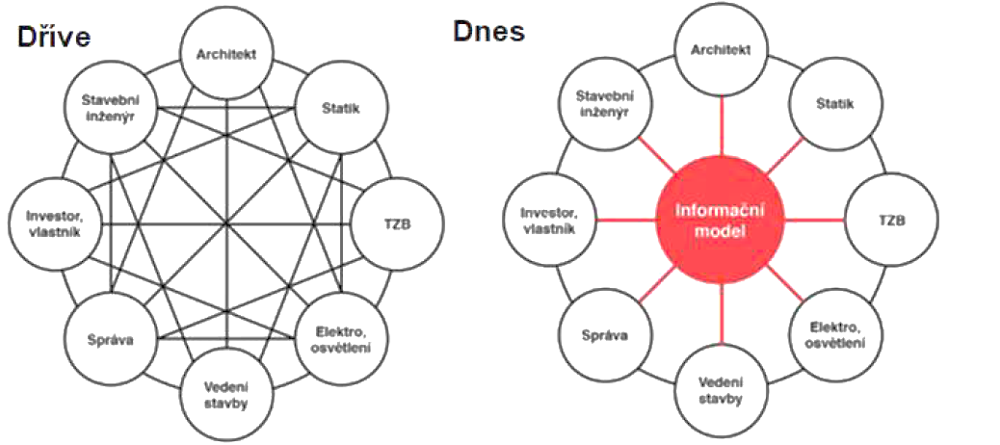 Dříve
Architekt
Stavební
inženýr
Statik
Investor,
vlastník
TZB
Správa
Elektro,
osvětlení
Vedení
stavby
Dnes
Architekt
Stavební
inženýr
Statik
Investor,
vlastník
Informační
model
TZB
Správa
Elektro,
osvětlení
Vedení
stavby